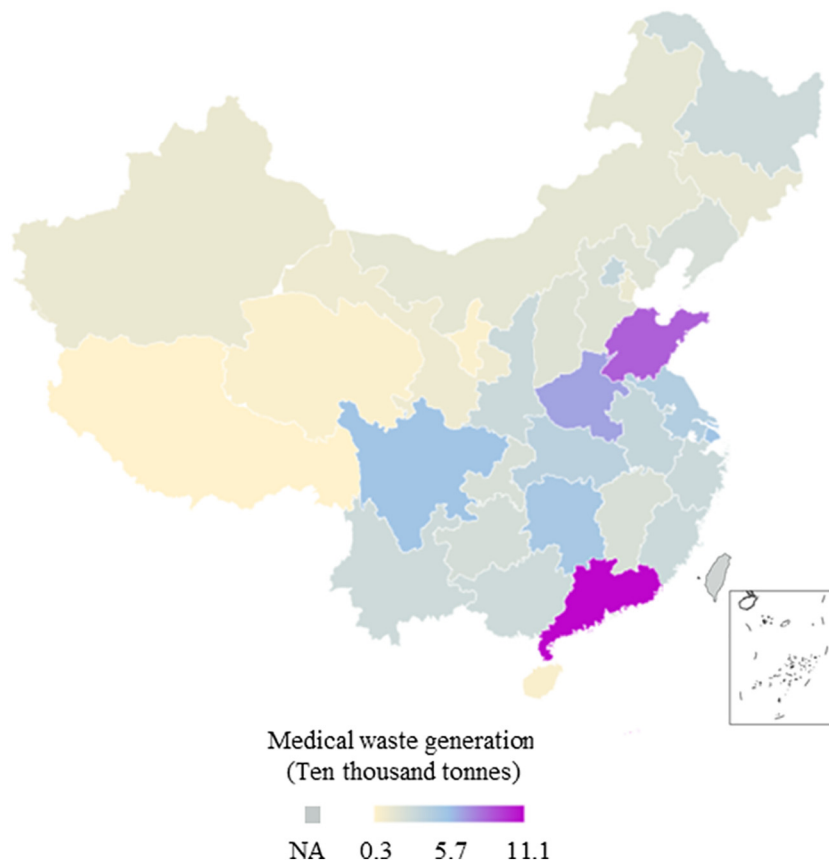 Medical waste generation
(Ten thousand tonnes)
NA 0.3 5.7 11.1